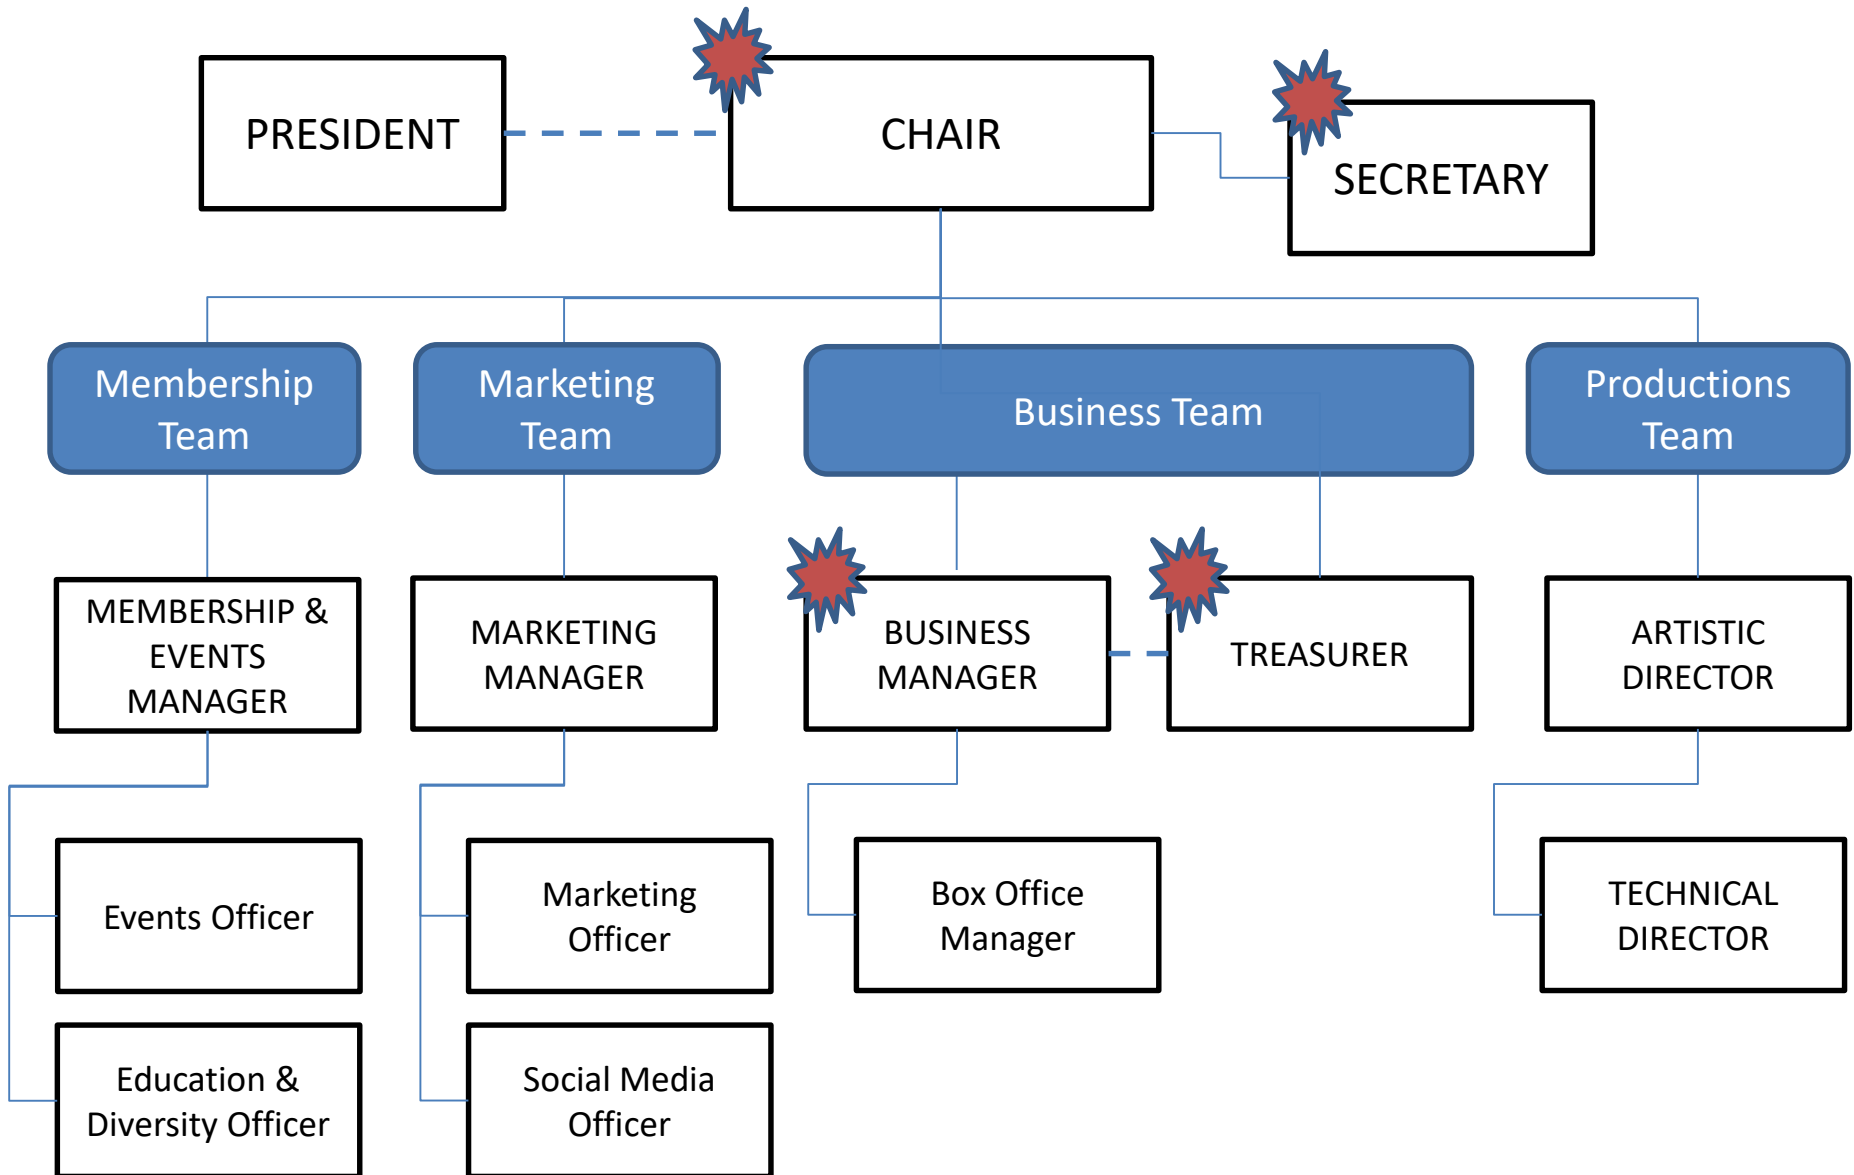 PRESIDENT
CHAIR
SECRETARY
Membership
Team
Marketing
Team
Business Team
Productions
Team
MEMBERSHIP &
EVENTS
MANAGER
MARKETING
MANAGER
BUSINESS
MANAGER
TREASURER
ARTISTIC
DIRECTOR
Events Officer
Marketing
Officer
Box Office
Manager
TECHNICAL
DIRECTOR
Education &
Diversity Officer
Social Media
Officer